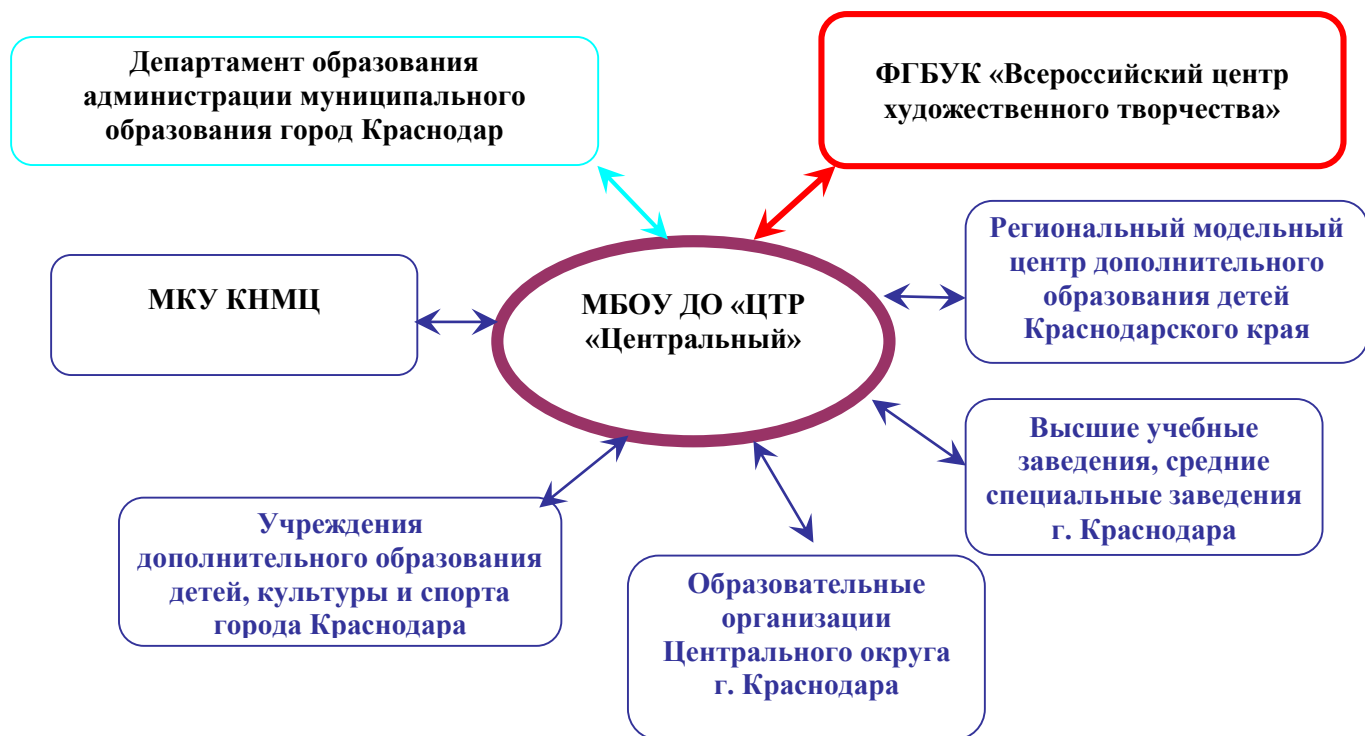 Департамент образования
администрации муниципального
образования город Краснодар
ФГБУК «Всероссийский центр
художественного творчества»
МКУ КНМЦ
МБОУ ДО «ЦТР
«Центральный»
Региональный модельный
центр дополнительного
образования детей
Краснодарского края
Высшие учебные
заведения, средние
специальные заведения
г. Краснодара
Учреждения
дополнительного образования
детей, культуры и спорта
города Краснодара
Образовательные
организации
Центрального округа
г. Краснодара